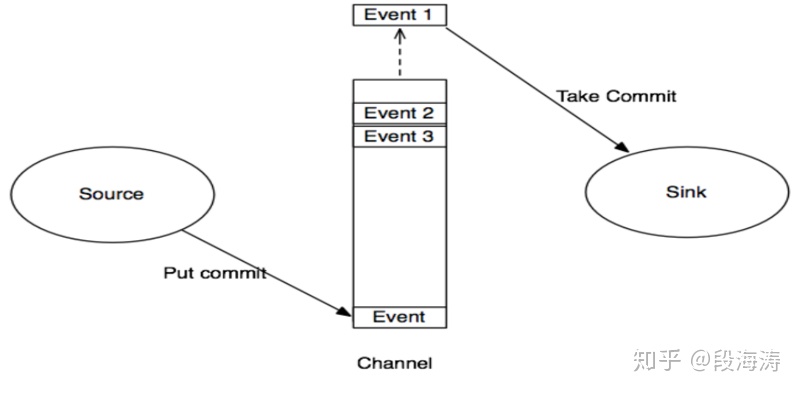 Event 1
Take Commit
Event 2
Event 3
Source
Sink
Put commit
Event
Channel
知乎 @段海涛